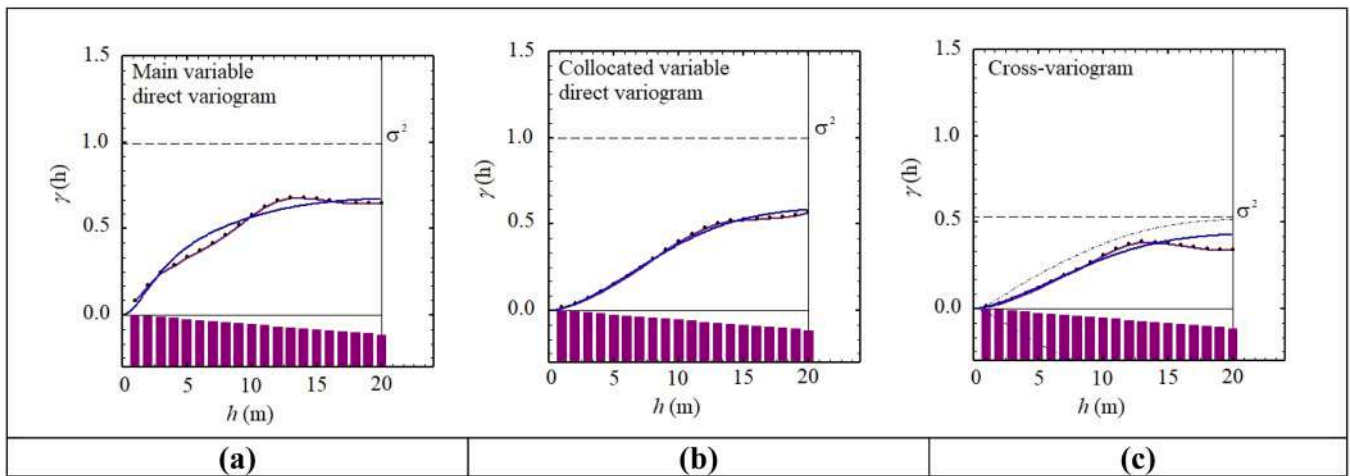 1.5
Main variable
direct variogram
σ²
1.0
γ(h)
0.5
0.0
0 5 10 15 20
h (m)
1.5
Collocated variable
direct variogram
σ²
1.0
γ(h)
0.5
0.0
0 5 10 15 20
h (m)
1.5
Cross-variogram
1.0
γ(h)
σ²
0.5
0.0
0 5 10 15 20
h (m)
(a) (b) (c)